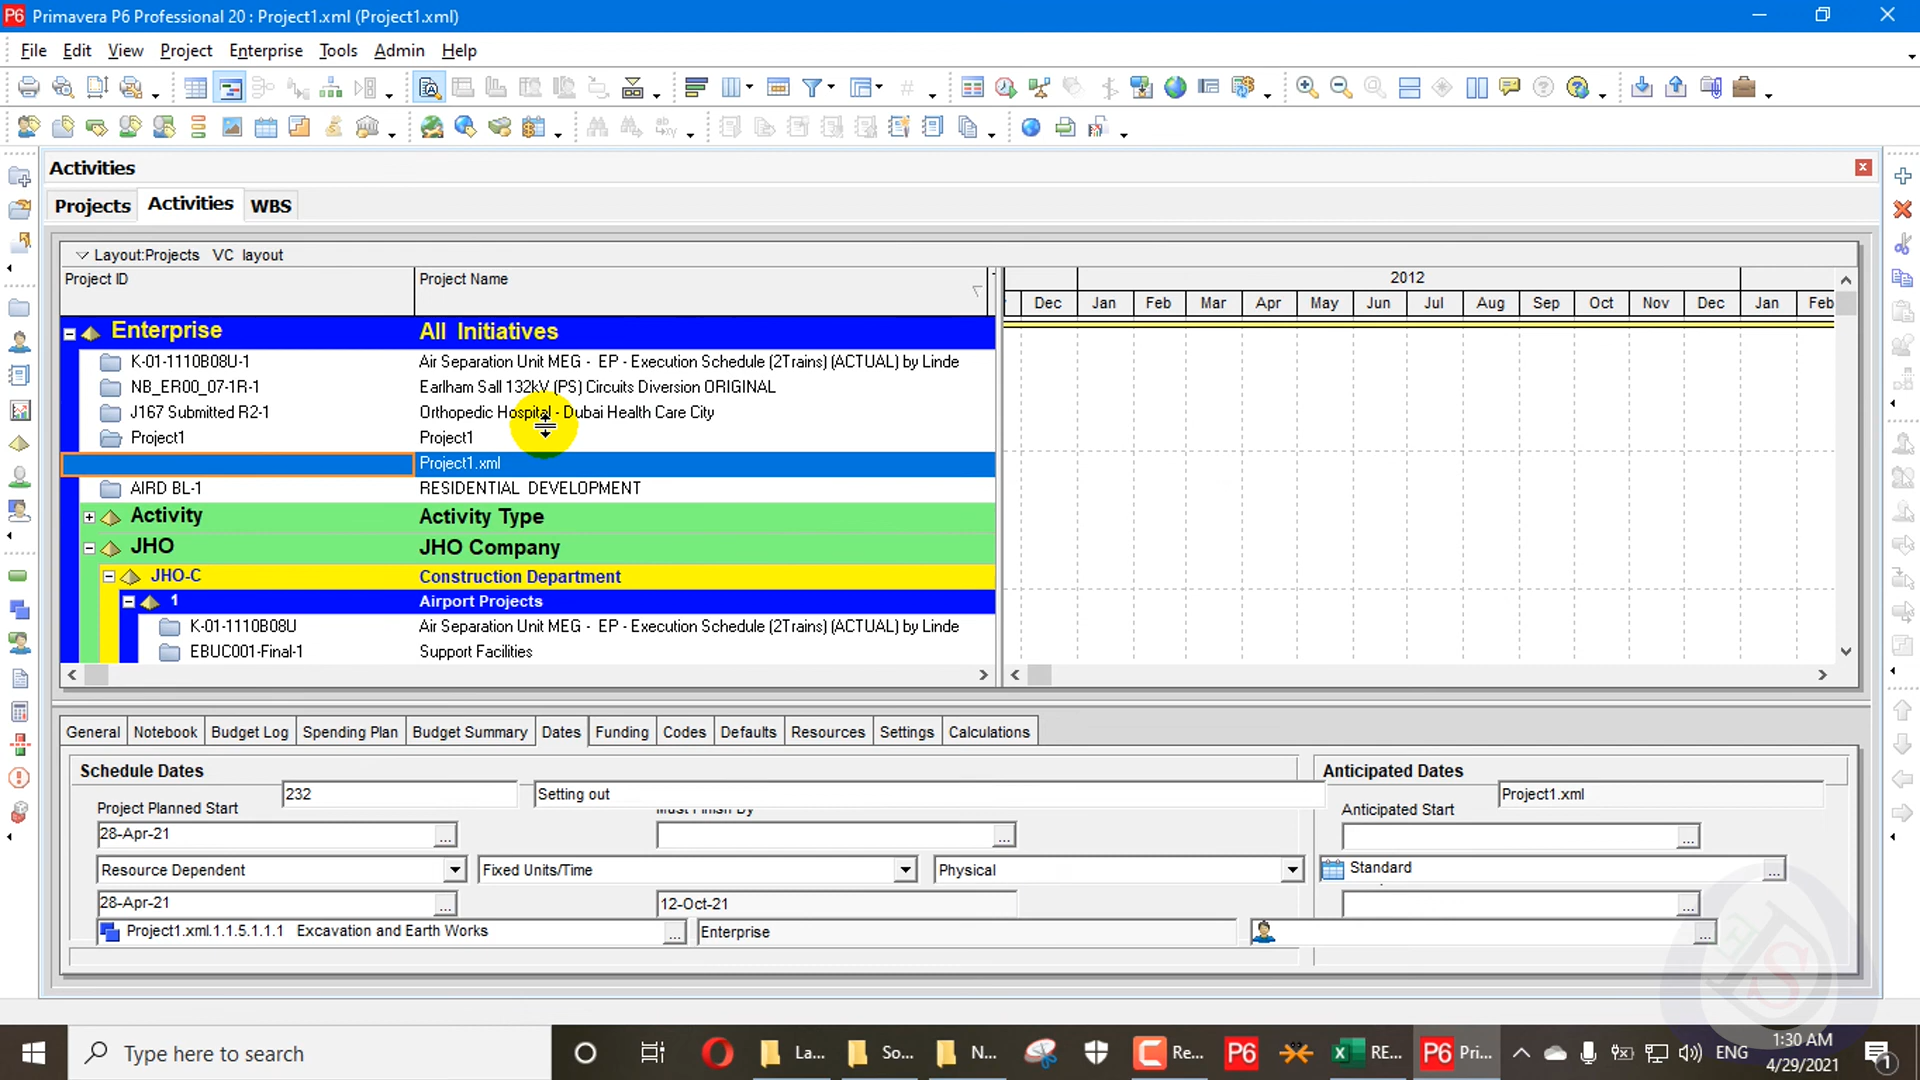 Primavera P6 Professional 20 : Project1.xml (Project1.xml)
File Edit View Project Enterprise Tools Admin Help
Activities
Projects Activities WBS
Layout:Projects VC layout
Project ID Project Name
2012
Dec Jan Feb Mar Apr May Jun Jul Aug Sep Oct Nov Dec Jan Feb
Enterprise All Initiatives
K-01-1110B08U-1 Air Separation Unit MEG - EP - Execution Schedule (2Trains) (ACTUAL) by Linde
NB_ER00_07-1R-1 Earlham Sall 132kV (PS) Circuits Diversion ORIGINAL
J167 Submitted R2-1 Orthopedic Hospital - Dubai Health Care City
Project1 Project1
Project1.xml
AIRD BL-1 RESIDENTIAL DEVELOPMENT
Activity Activity Type
JHO JHO Company
JHO-C Construction Department
1 Airport Projects
K-01-1110B08U Air Separation Unit MEG - EP - Execution Schedule (2Trains) (ACTUAL) by Linde
EBUC001-Final-1 Support Facilities
General Notebook Budget Log Spending Plan Budget Summary Dates Funding Codes Defaults Resources Settings Calculations
Schedule Dates Anticipated Dates
232 Setting out Project1.xml
Project Planned Start Must Finish By Anticipated Start
28-Apr-21
Resource Dependent Fixed Units/Time Physical Standard
28-Apr-21 12-Oct-21
Project1.xml.1.1.5.1.1.1 Excavation and Earth Works Enterprise
Type here to search La... So... N... Re... RE... Pri... ENG 1:30 AM
4/29/2021